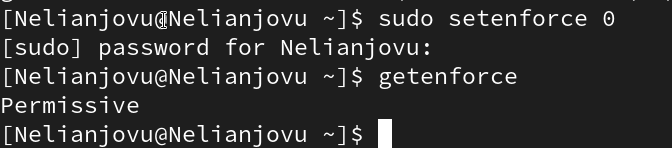 [Nelianjovu@Nelianjovu ~]$ sudo setenforce 0
[sudo] password for Nelianjovu:
[Nelianjovu@Nelianjovu ~]$ getenforce
Permissive
[Nelianjovu@Nelianjovu ~]$